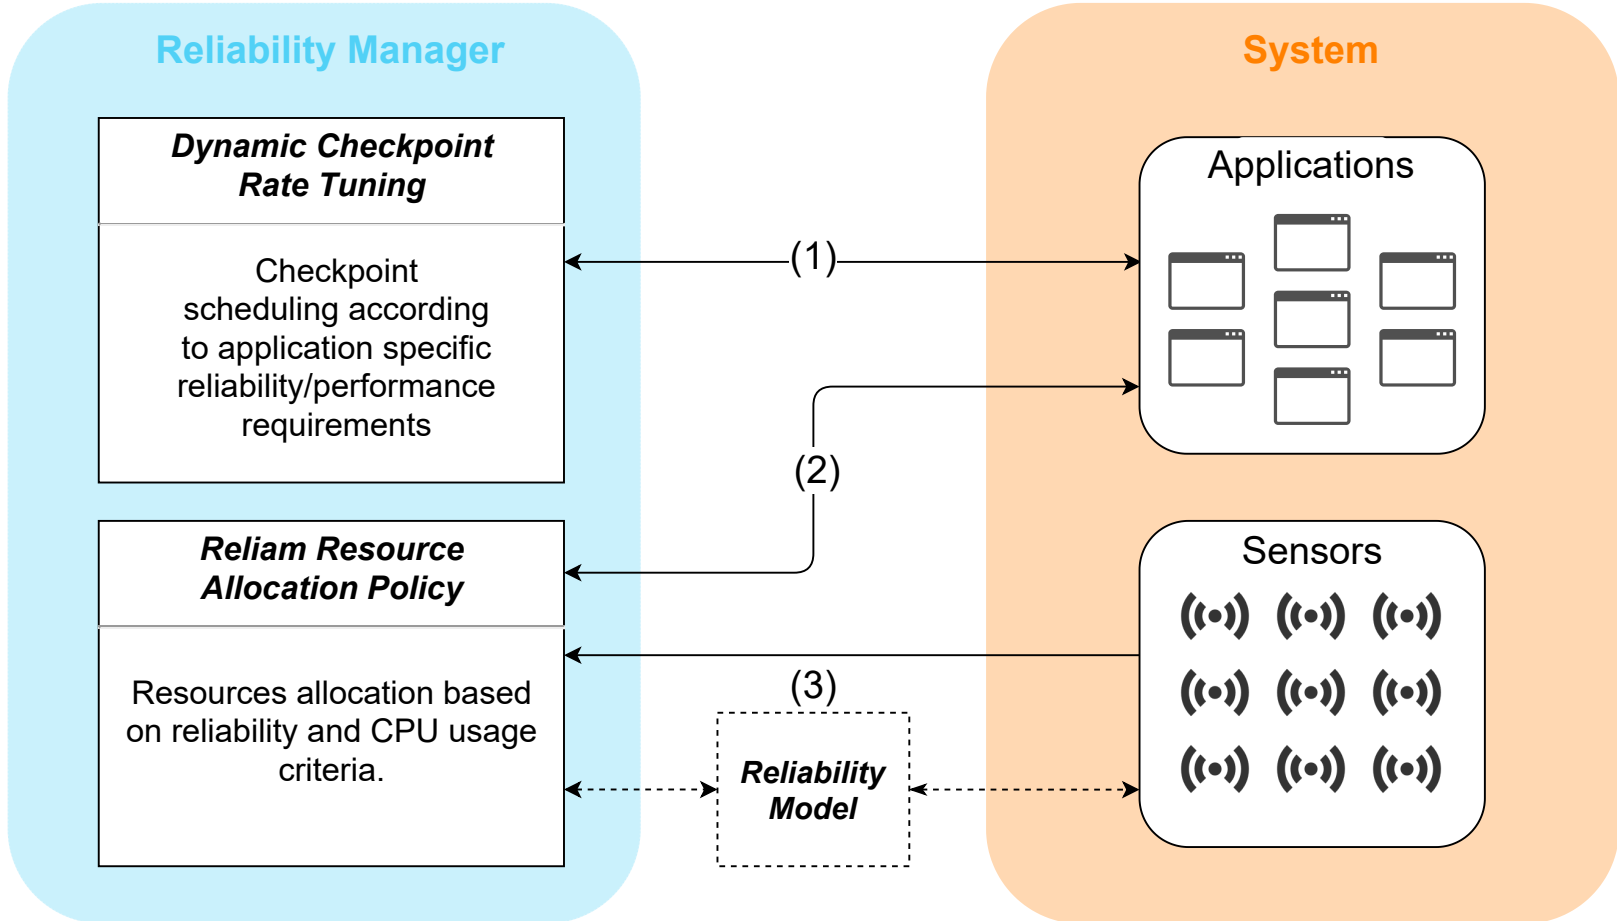 Reliability Manager
Dynamic Checkpoint
Rate Tuning
Checkpoint
scheduling according
to application specific
reliability/performance
requirements
Reliam Resource
Allocation Policy
Resources allocation based
on reliability and CPU usage
criteria.
(1)
(2)
(3)
Reliability
Model
System
Applications
Sensors